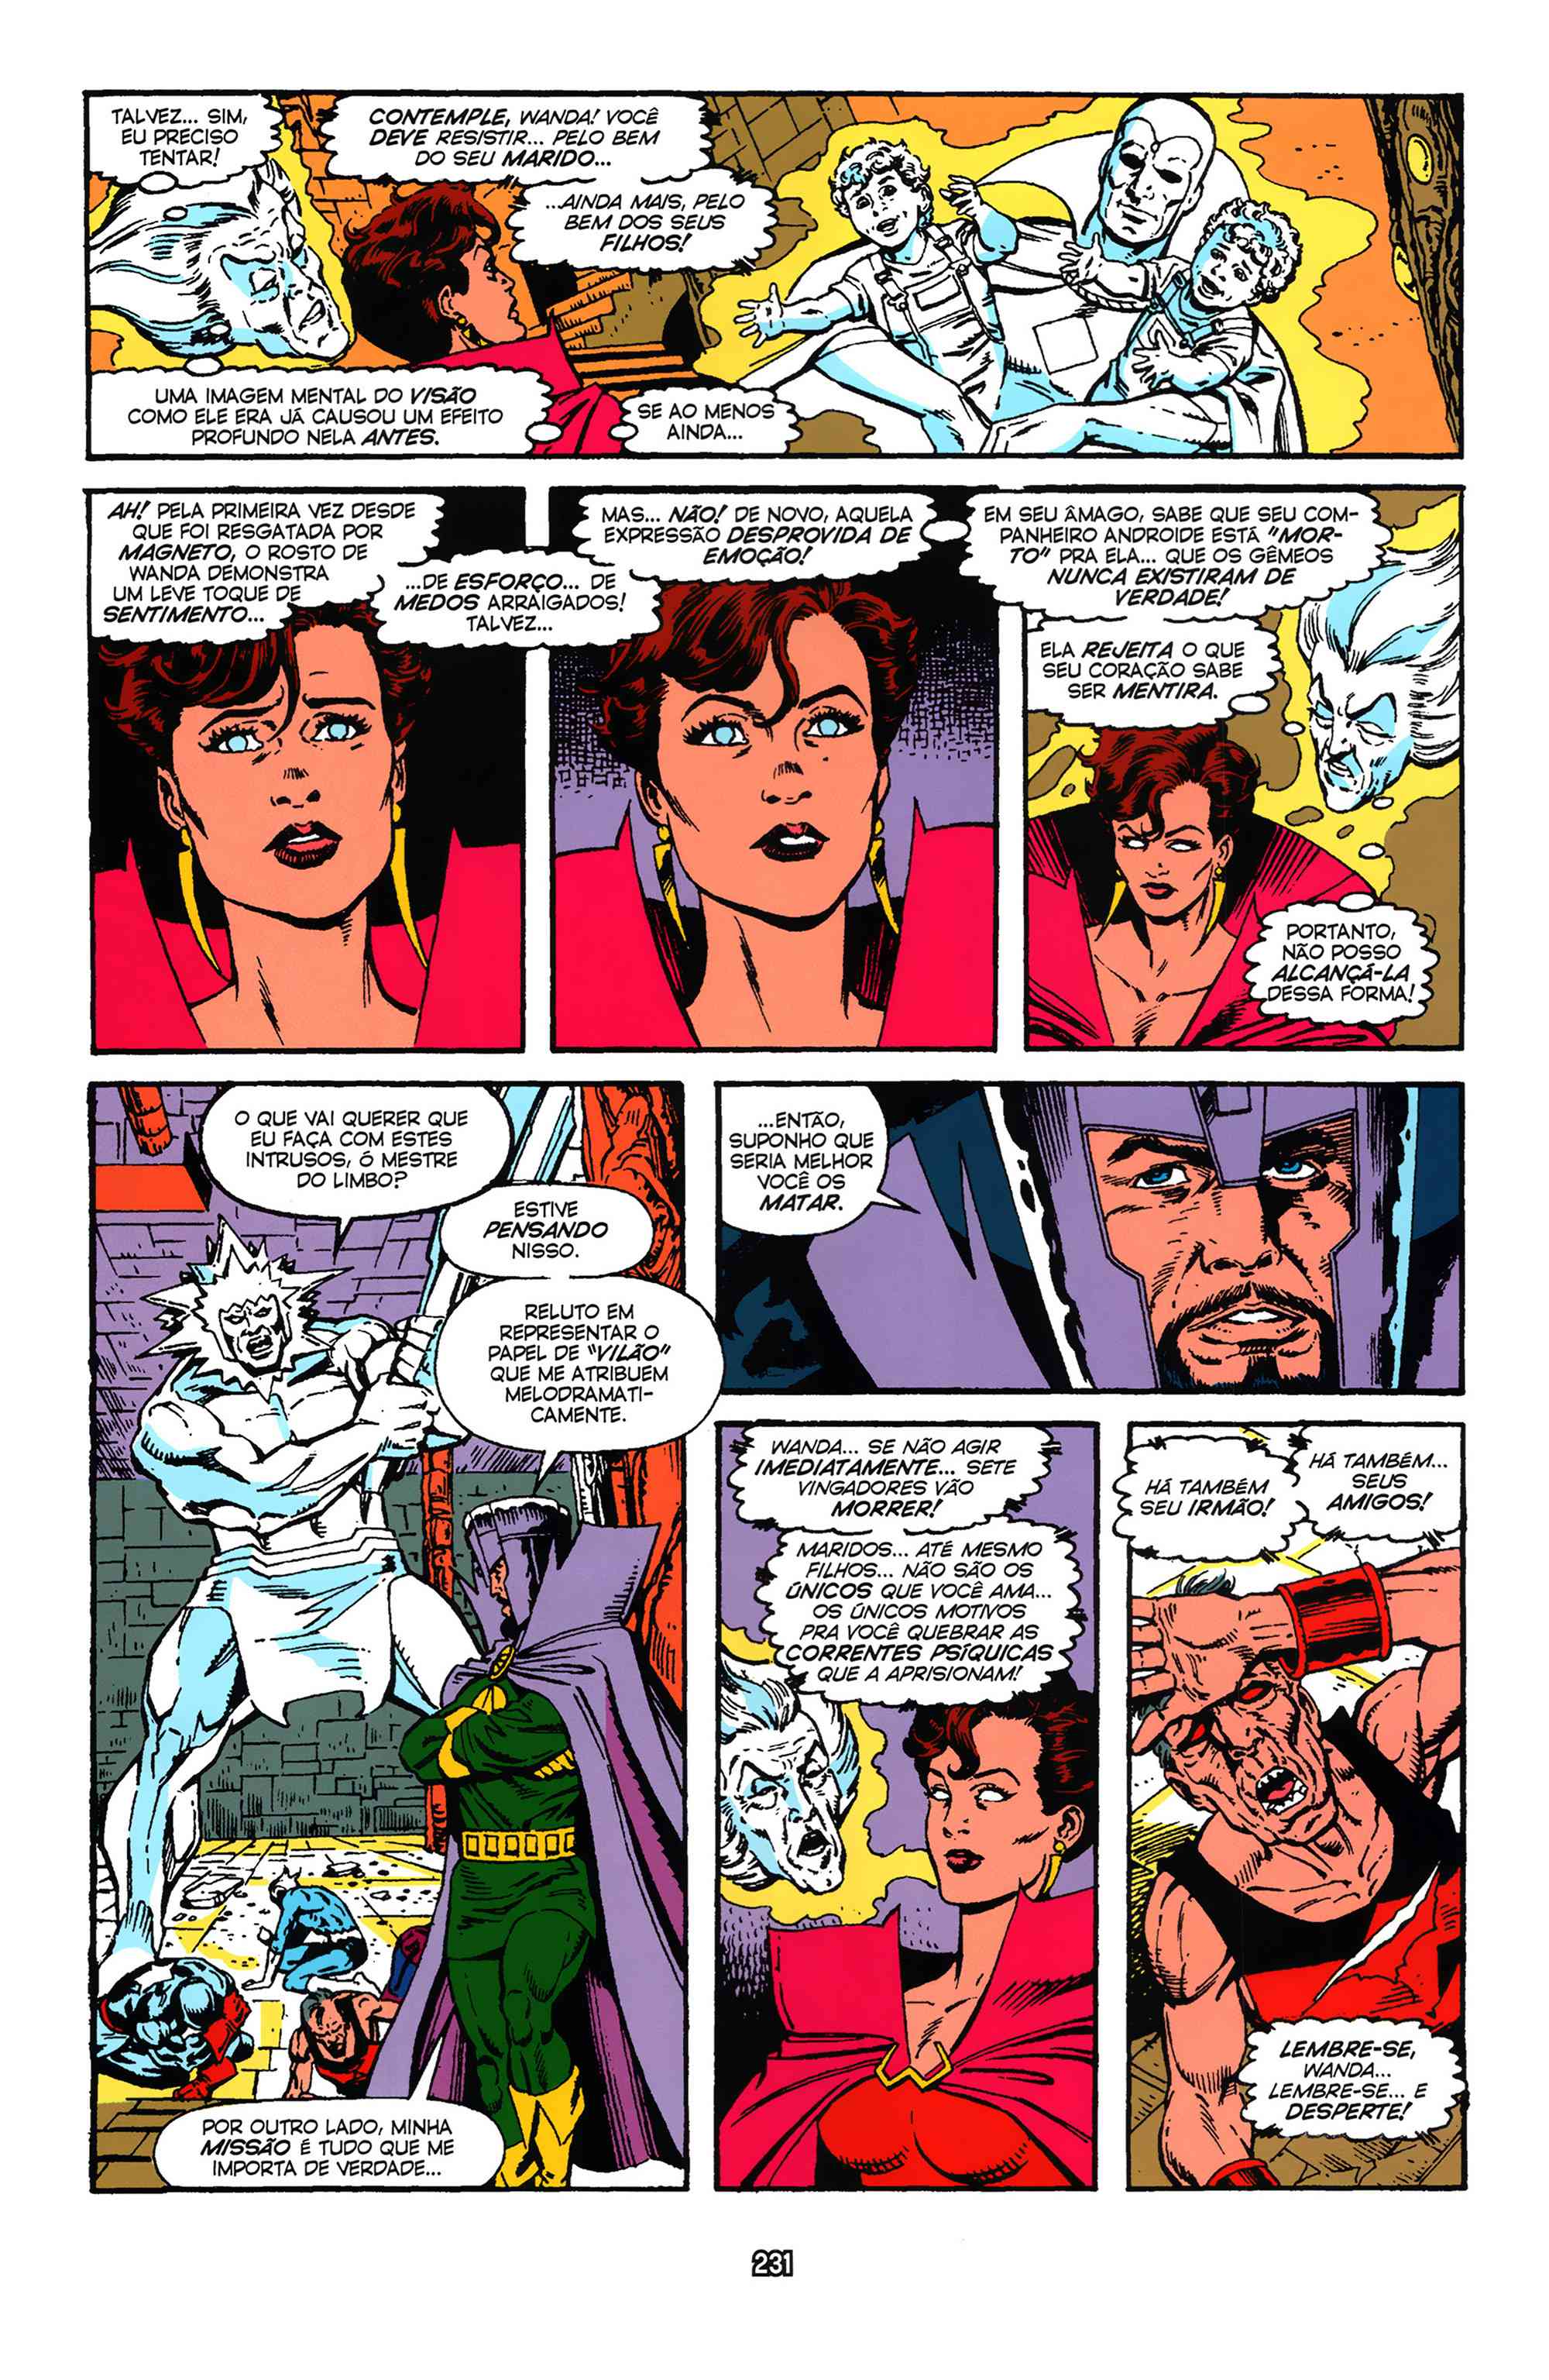 TALVEZ... SIM,
EU PRECISO
TENTAR!
CONTEMPLE, WANDA! VOCÊ
DEVE RESISTIR... PELO BEM
DO SEU MARIDO...
...AINDA MAIS, PELO
BEM DOS SEUS
FILHOS!
UMA IMAGEM MENTAL DO VISÃO
COMO ELE ERA JÁ CAUSOU UM EFEITO
PROFUNDO NELA ANTES.
SE AO MENOS
AINDA...
AH! PELA PRIMEIRA VEZ DESDE
QUE FOI RESGATADA POR
MAGNETO, O ROSTO DE
WANDA DEMONSTRA
UM LEVE TOQUE DE
SENTIMENTO...
...DE ESFORÇO... DE
MEDOS ARRAIGADOS!
TALVEZ...
MAS... NÃO! DE NOVO, AQUELA
EXPRESSÃO DESPROVIDA DE
EMOÇÃO!
EM SEU ÂMAGO, SABE QUE SEU COM-
PANHEIRO ANDROIDE ESTÁ "MOR-
TO" PRA ELA... QUE OS GÊMEOS
NUNCA EXISTIRAM DE
VERDADE!
ELA REJEITA O QUE
SEU CORAÇÃO SABE
SER MENTIRA.
PORTANTO,
NÃO POSSO
ALCANÇÁ-LA
DESSA FORMA!
O QUE VAI QUERER QUE
EU FAÇA COM ESTES
INTRUSOS, Ó MESTRE
DO LIMBO?
ESTIVE
PENSANDO
NISSO.
RELUTO EM
REPRESENTAR O
PAPEL DE "VILÃO"
QUE ME ATRIBUEM
MELODRAMATI-
CAMENTE.
POR OUTRO LADO, MINHA
MISSÃO É TUDO QUE ME
IMPORTA DE VERDADE...
...ENTÃO,
SUPONHO QUE
SERIA MELHOR
VOCÊ OS
MATAR.
WANDA... SE NÃO AGIR
IMEDIATAMENTE... SETE
VINGADORES VÃO
MORRER!
MARIDOS... ATÉ MESMO
FILHOS... NÃO SÃO OS
ÚNICOS QUE VOCÊ AMA...
OS ÚNICOS MOTIVOS
PRA VOCÊ QUEBRAR AS
CORRENTES PSÍQUICAS
QUE A APRISIONAM!
HÁ TAMBÉM
SEU IRMÃO!
HÁ TAMBÉM...
SEUS
AMIGOS!
LEMBRE-SE,
WANDA...
LEMBRE-SE... E
DESPERTE!
231